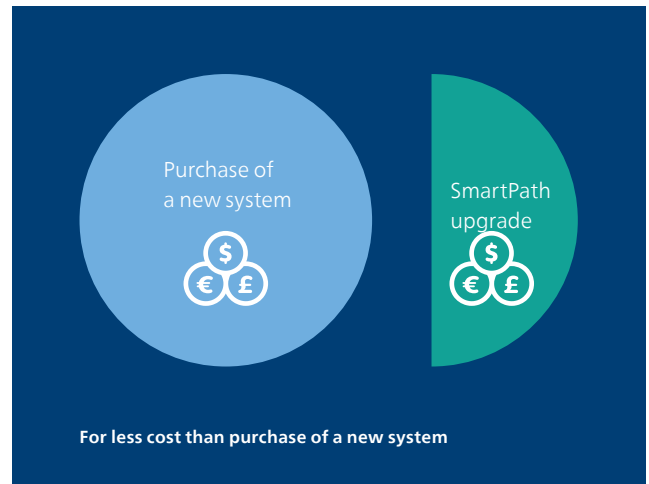 Purchase of
a new system
$
€ £
SmartPath
upgrade
$
€ £
For less cost than purchase of a new system